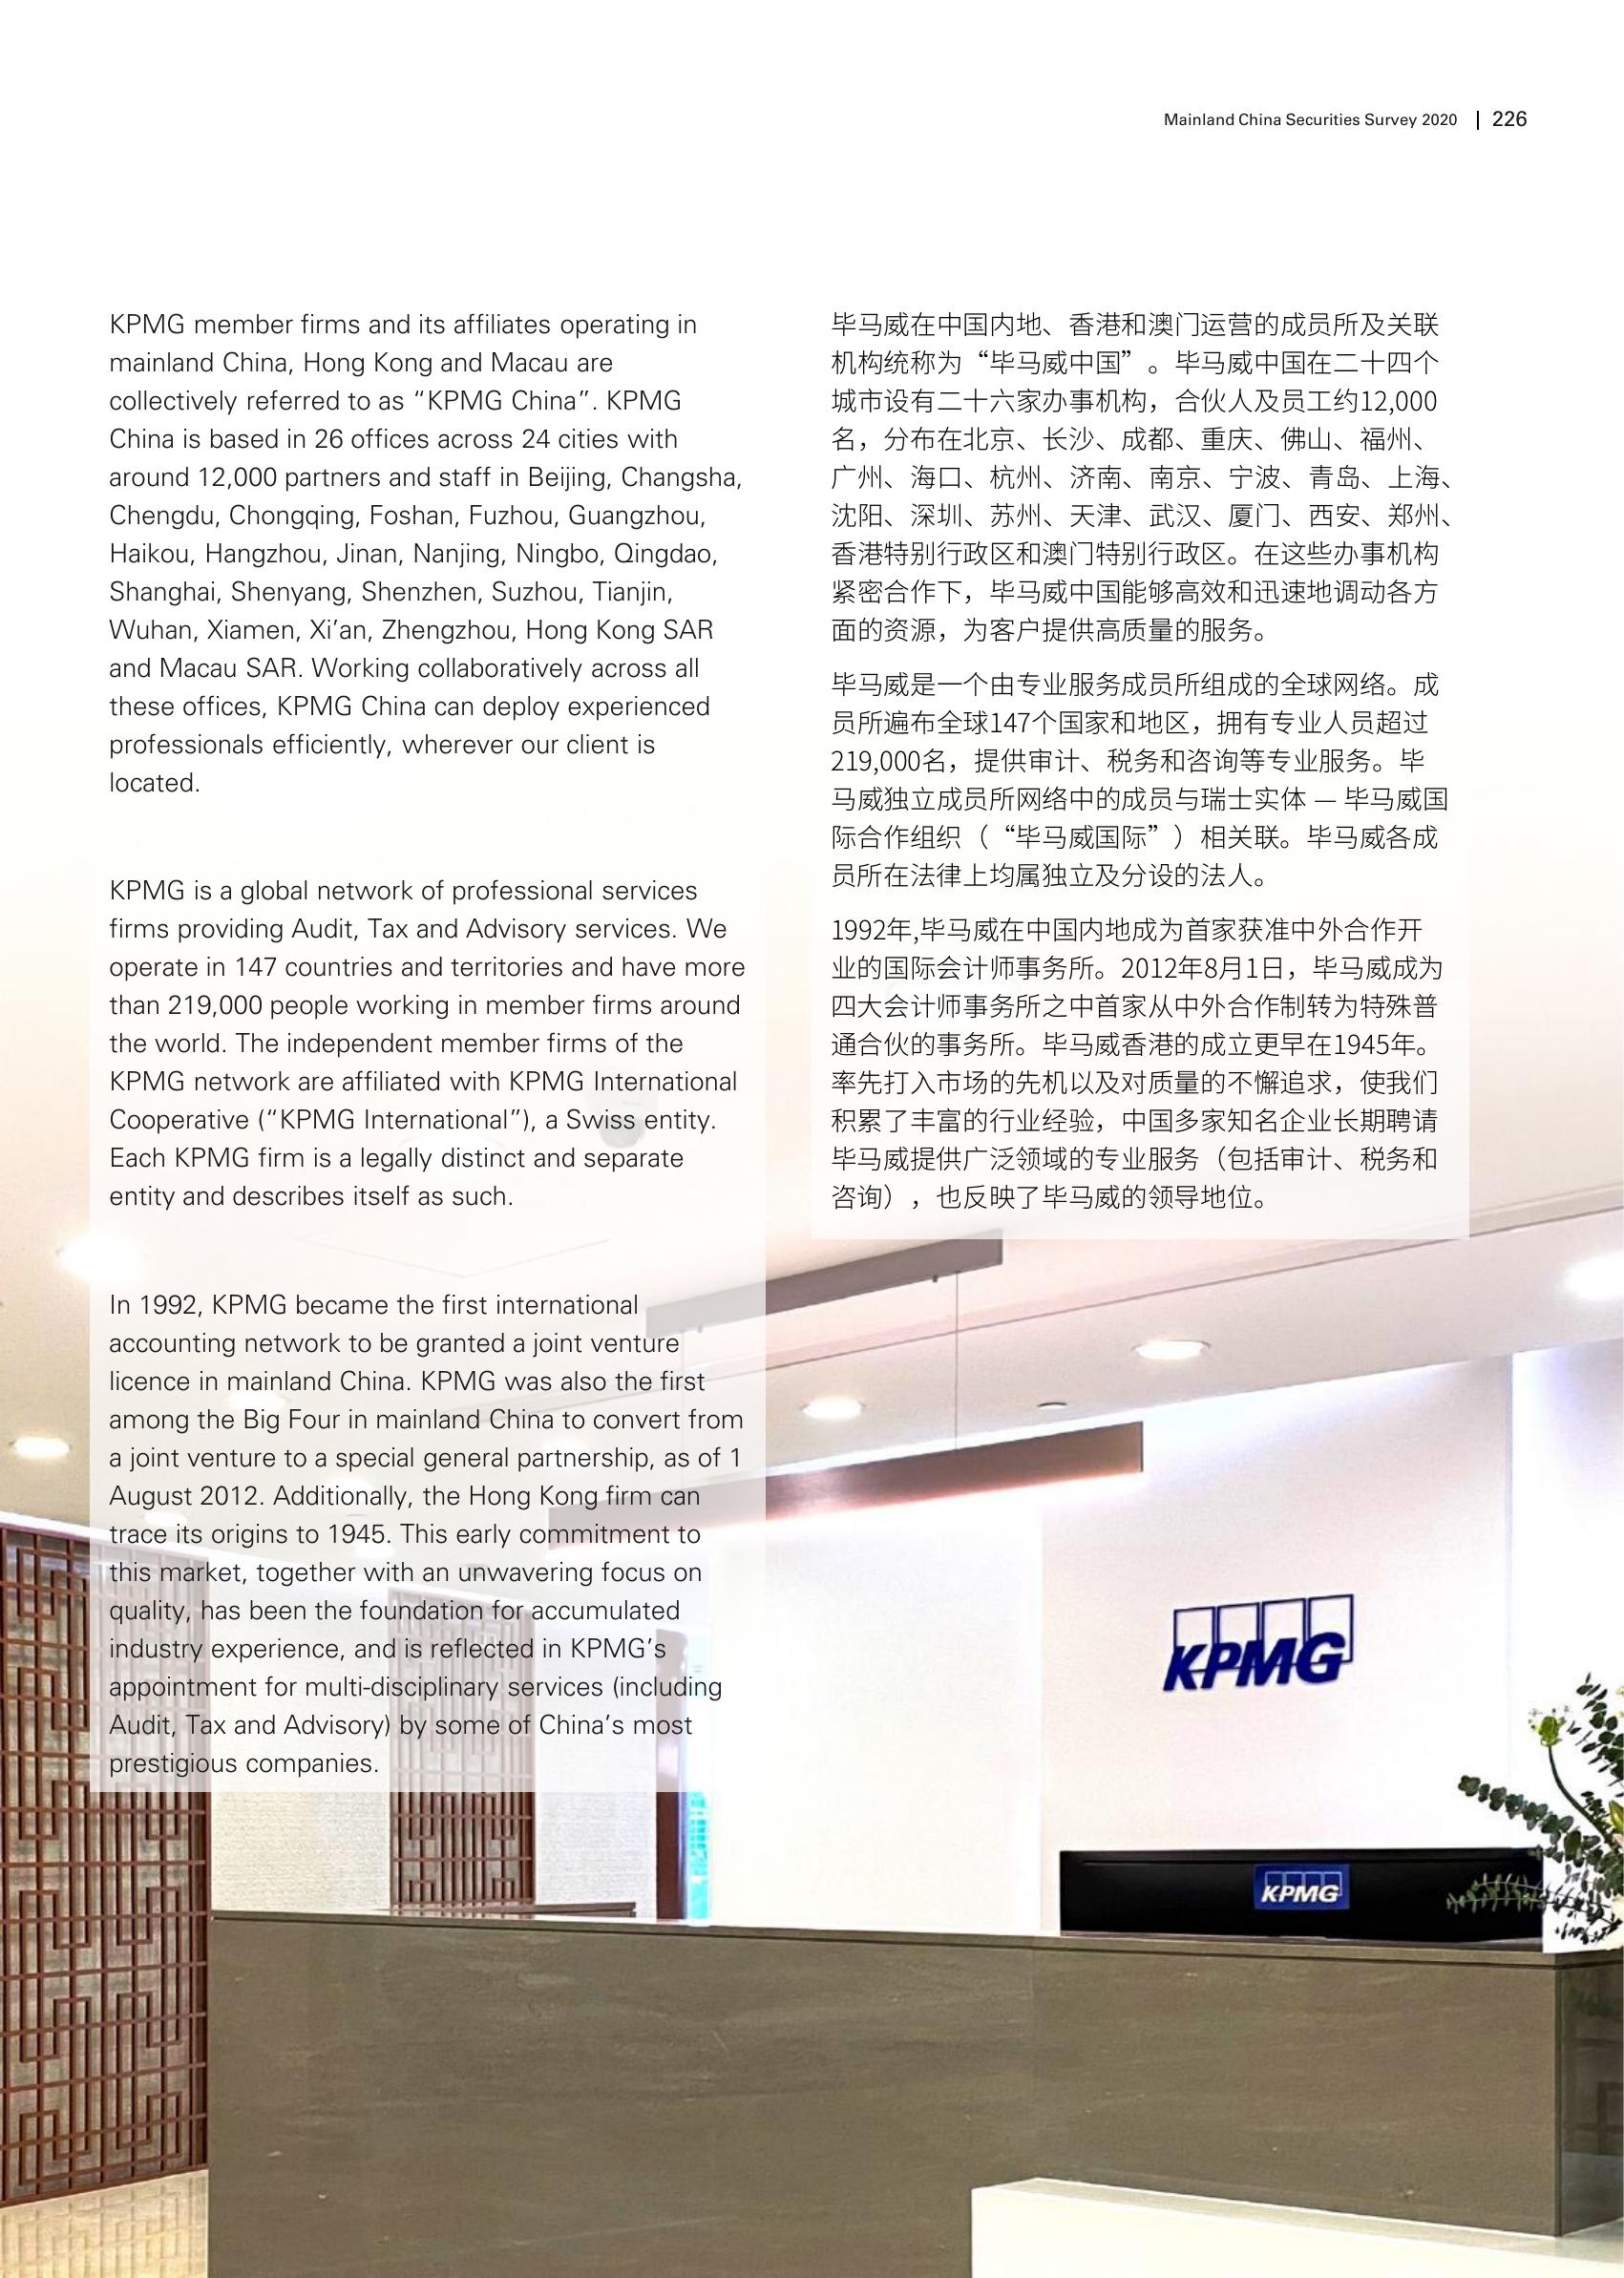 Mainland China Securities Survey 2020 | 226
KPMG member firms and its affiliates operating in
mainland China, Hong Kong and Macau are
collectively referred to as “KPMG China”. KPMG
China is based in 26 offices across 24 cities with
around 12,000 partners and staff in Beijing, Changsha,
Chengdu, Chongqing, Foshan, Fuzhou, Guangzhou,
Haikou, Hangzhou, Jinan, Nanjing, Ningbo, Qingdao,
Shanghai, Shenyang, Shenzhen, Suzhou, Tianjin,
Wuhan, Xiamen, Xi’an, Zhengzhou, Hong Kong SAR
and Macau SAR. Working collaboratively across all
these offices, KPMG China can deploy experienced
professionals efficiently, wherever our client is
located.
KPMG is a global network of professional services
firms providing Audit, Tax and Advisory services. We
operate in 147 countries and territories and have more
than 219,000 people working in member firms around
the world. The independent member firms of the
KPMG network are affiliated with KPMG International
Cooperative (“KPMG International”), a Swiss entity.
Each KPMG firm is a legally distinct and separate
entity and describes itself as such.
In 1992, KPMG became the first international
accounting network to be granted a joint venture
licence in mainland China. KPMG was also the first
among the Big Four in mainland China to convert from
a joint venture to a special general partnership, as of 1
August 2012. Additionally, the Hong Kong firm can
trace its origins to 1945. This early commitment to
this market, together with an unwavering focus on
quality, has been the foundation for accumulated
industry experience, and is reflected in KPMG’s
appointment for multi-disciplinary services (including
Audit, Tax and Advisory) by some of China’s most
prestigious companies.
毕马威在中国内地、香港和澳门运营的成员所及关联
机构统称为“毕马威中国”。毕马威中国在二十四个
城市设有二十六家办事机构，合伙人及员工约12,000
名，分布在北京、长沙、成都、重庆、佛山、福州、
广州、海口、杭州、济南、南京、宁波、青岛、上海、
沈阳、深圳、苏州、天津、武汉、厦门、西安、郑州、
香港特别行政区和澳门特别行政区。在这些办事机构
紧密合作下，毕马威中国能够高效和迅速地调动各方
面的资源，为客户提供高质量的服务。
毕马威是一个由专业服务成员所组成的全球网络。成
员所遍布全球147个国家和地区，拥有专业人员超过
219,000名，提供审计、税务和咨询等专业服务。毕
马威独立成员所网络中的成员与瑞士实体 — 毕马威国
际合作组织（“毕马威国际”）相关联。毕马威各成
员所在法律上均属独立及分设的法人。
1992年,毕马威在中国内地成为首家获准中外合作开
业的国际会计师事务所。2012年8月1日，毕马威成为
四大会计师事务所之中首家从中外合作制转为特殊普
通合伙的事务所。毕马威香港的成立更早在1945年。
率先打入市场的先机以及对质量的不懈追求，使我们
积累了丰富的行业经验，中国多家知名企业长期聘请
毕马威提供广泛领域的专业服务（包括审计、税务和
咨询），也反映了毕马威的领导地位。
KPMG
KPMG